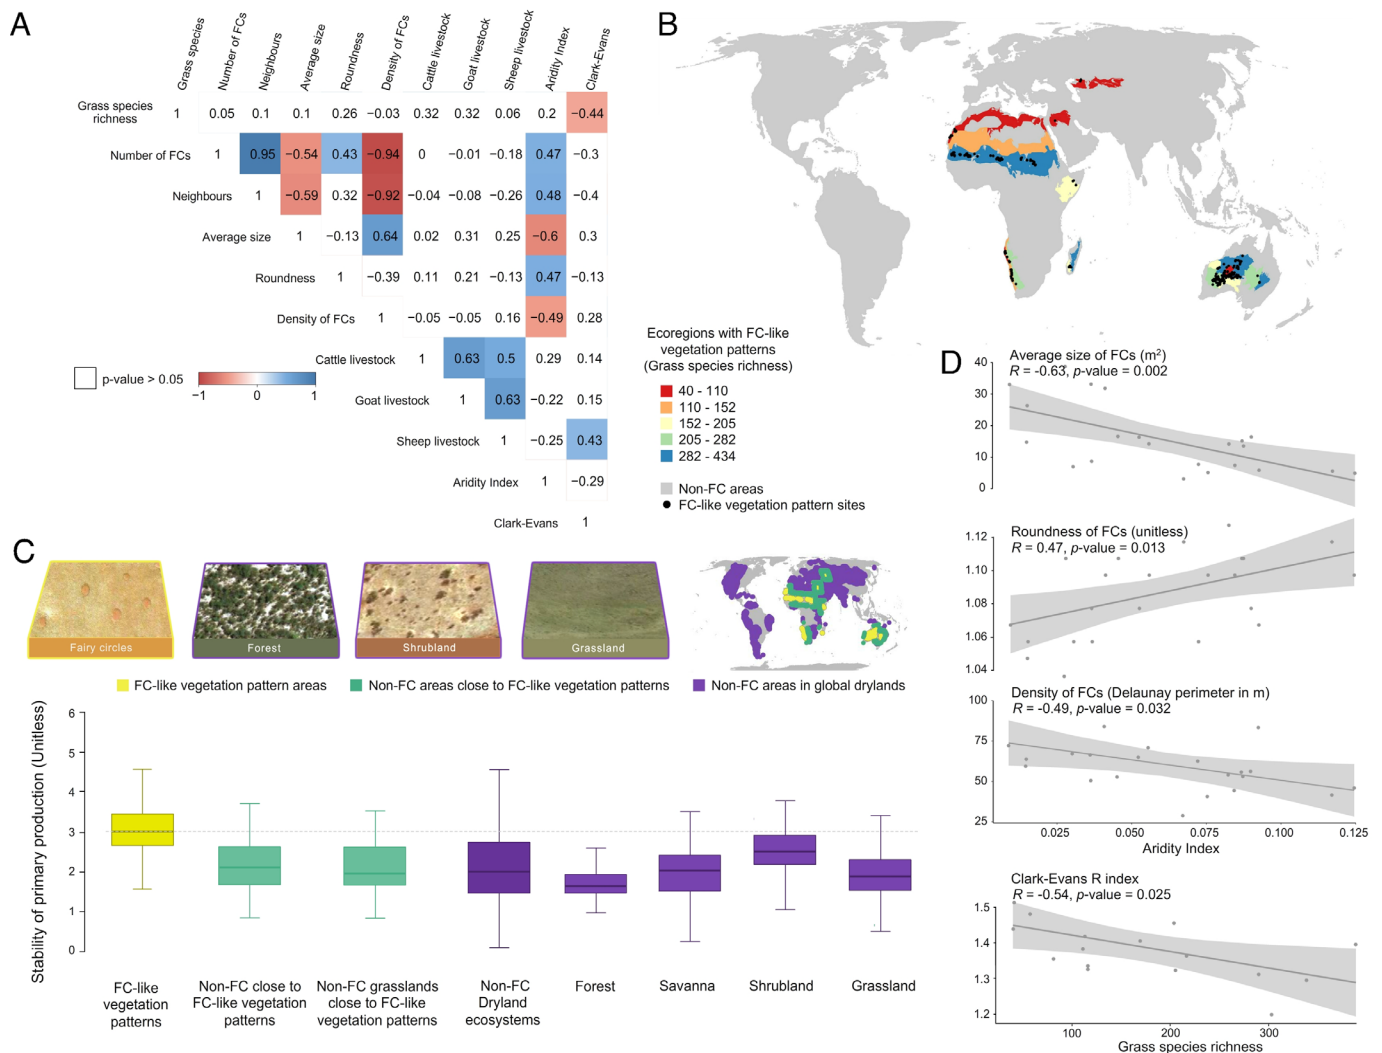 A
Grass species
Number of FCs
Neighbours
Average size
Roundness
Density of FCs
Cattle livestock
Goat livestock
Sheep livestock
Aridity Index
Clark-Evans
Grass species
richness
1 0.05 0.1 0.1 0.26 −0.03 0.32 0.32 0.06 0.2 −0.44
Number of FCs 1 0.95 −0.54 0.43 −0.94 0 −0.01 −0.18 0.47 −0.3
Neighbours 1 −0.59 0.32 −0.92 −0.04 −0.08 −0.26 0.48 −0.4
Average size 1 −0.13 0.64 0.02 0.31 0.25 −0.6 0.3
Roundness 1 −0.39 0.11 0.21 −0.13 0.47 −0.13
Density of FCs 1 −0.05 −0.05 0.16 −0.49 0.28
Cattle livestock 1 0.63 0.5 0.29 0.14
Goat livestock 1 0.63 −0.22 0.15
Sheep livestock 1 −0.25 0.43
Aridity Index 1 −0.29
Clark-Evans 1
p-value > 0.05
−1 0 1
B
Ecoregions with FC-like
vegetation patterns
(Grass species richness)
40 - 110
110 - 152
152 - 205
205 - 282
282 - 434
Non-FC areas
FC-like vegetation pattern sites
C
Fairy circles
Forest
Shrubland
Grassland
FC-like vegetation pattern areas
Non-FC areas close to FC-like vegetation patterns
Non-FC areas in global drylands
Stability of primary production (Unitless)
6
5
4
3
2
1
0
FC-like
vegetation
patterns
Non-FC close to
FC-like vegetation
patterns
Non-FC grasslands
close to FC-like
vegetation patterns
Non-FC
Dryland
ecosystems
Forest
Savanna
Shrubland
Grassland
D
Average size of FCs (m²)
R = -0.63, p-value = 0.002
40
30
20
10
0
Roundness of FCs (unitless)
R = 0.47, p-value = 0.013
1.12
1.10
1.08
1.06
1.04
Density of FCs (Delaunay perimeter in m)
R = -0.49, p-value = 0.032
100
75
50
25
0.025 0.050 0.075 0.100 0.125
Aridity Index
Clark-Evans R index
R = -0.54, p-value = 0.025
1.5
1.4
1.3
1.2
100 200 300
Grass species richness